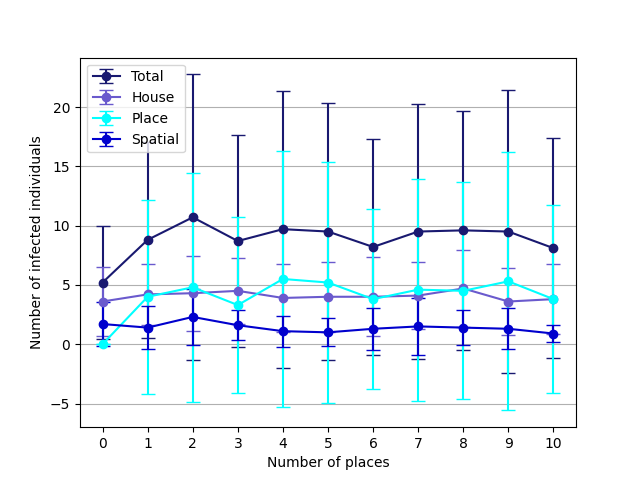 Total
House
Place
Spatial
20
15
10
5
0
−5
Number of infected individuals
0 1 2 3 4 5 6 7 8 9 10
Number of places